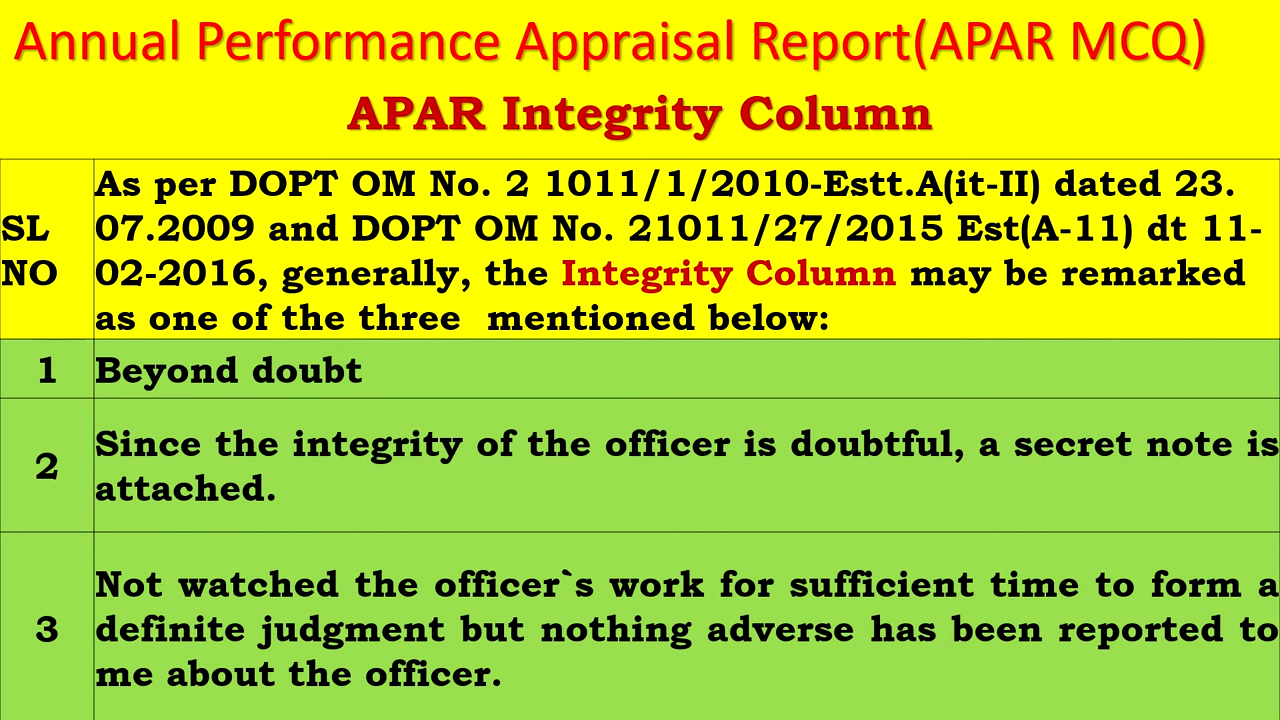 Annual Performance Appraisal Report(APAR MCQ)
APAR Integrity Column
SL
NO
As per DOPT OM No. 2 1011/1/2010-Estt.A(it-II) dated 23.
07.2009 and DOPT OM No. 21011/27/2015 Est(A-11) dt 11-
02-2016, generally, the Integrity Column may be remarked
as one of the three  mentioned below:
1
Beyond doubt
2
Since the integrity of the officer is doubtful, a secret note is
attached.
3
Not watched the officer`s work for sufficient time to form a
definite judgment but nothing adverse has been reported to
me about the officer.